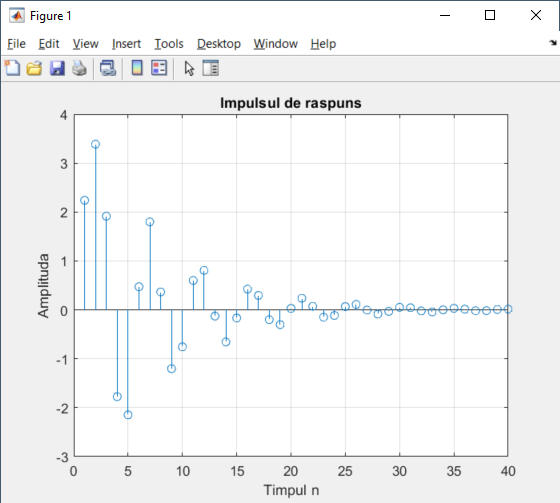 Figure 1
File Edit View Insert Tools Desktop Window Help
Impulsul de raspuns
4
3
2
1
0
-1
-2
-3
Amplituda
0 5 10 15 20 25 30 35 40
Timpul n